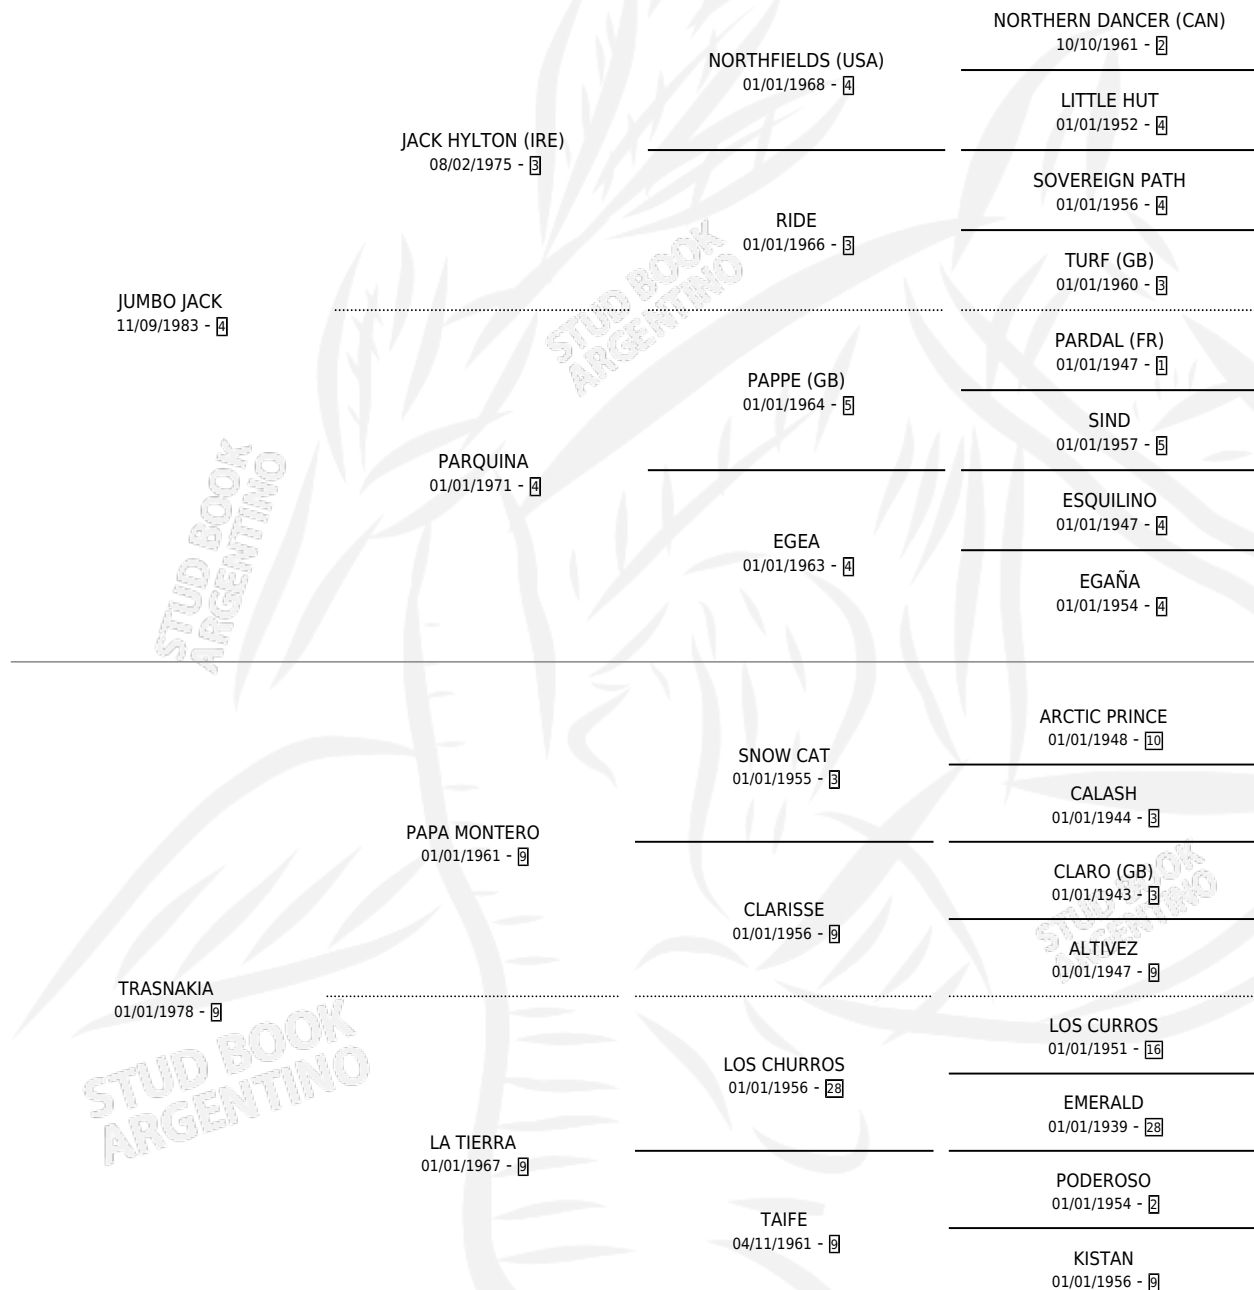 NORTHERN DANCER (CAN)
10/10/1961 - 2
NORTHFIELDS (USA)
01/01/1968 - 4
LITTLE HUT
01/01/1952 - 4
JACK HYLTON (IRE)
08/02/1975 - 3
SOVEREIGN PATH
01/01/1956 - 4
RIDE
01/01/1966 - 3
TURF (GB)
01/01/1960 - 3
JUMBO JACK
11/09/1983 - 4
PARDAL (FR)
01/01/1947 - 1
PAPPE (GB)
01/01/1964 - 5
SIND
01/01/1957 - 5
PARQUINA
01/01/1971 - 4
ESQUILINO
01/01/1947 - 4
EGEA
01/01/1963 - 4
EGAÑA
01/01/1954 - 4
ARCTIC PRINCE
01/01/1948 - 10
SNOW CAT
01/01/1955 - 3
CALASH
01/01/1944 - 3
PAPA MONTERO
01/01/1961 - 9
CLARO (GB)
01/01/1943 - 3
CLARISSE
01/01/1956 - 9
ALTIVEZ
01/01/1947 - 9
TRASNAKIA
01/01/1978 - 9
LOS CURROS
01/01/1951 - 16
LOS CHURROS
01/01/1956 - 28
EMERALD
01/01/1939 - 28
LA TIERRA
01/01/1967 - 9
PODEROSO
01/01/1954 - 2
TAIFE
04/11/1961 - 9
KISTAN
01/01/1956 - 9
STUD BOOK
ARGENTINO
STUD BOOK
ARGENTINO
STUD BOOK
ARGENTINO
STUD BOOK
ARGENTINO